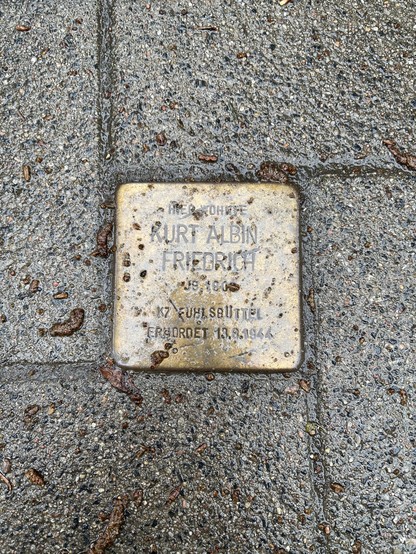 HIER WOHNTE
KURT ALBIN
FRIEDRICH
JG.
KZ FUHLSBÜTTEL
ERMORDET 13.8.1944